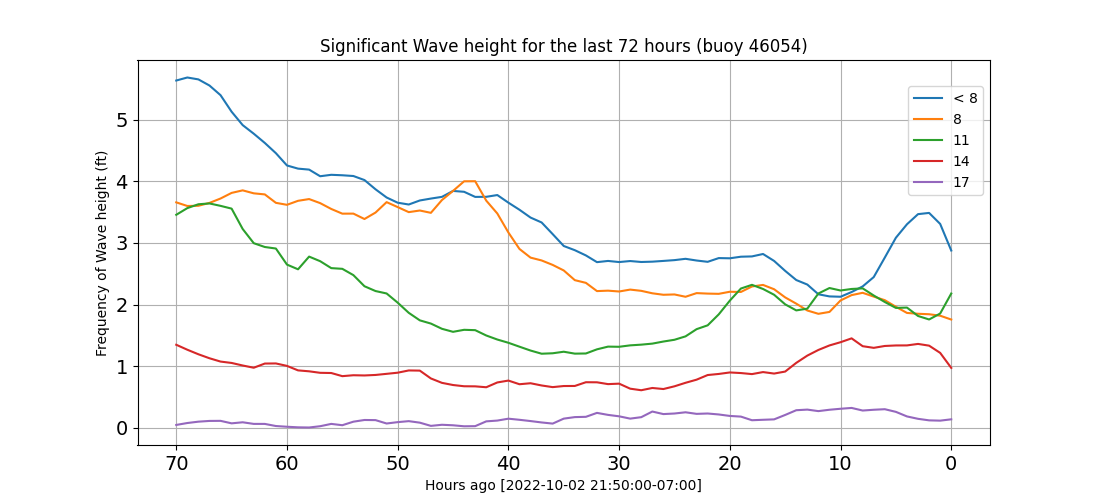 Significant Wave height for the last 72 hours (buoy 46054)
Frequency of Wave height (ft)
5
4
3
2
1
0
< 8
8
11
14
17
70 60 50 40 30 20 10 0
Hours ago [2022-10-02 21:50:00-07:00]